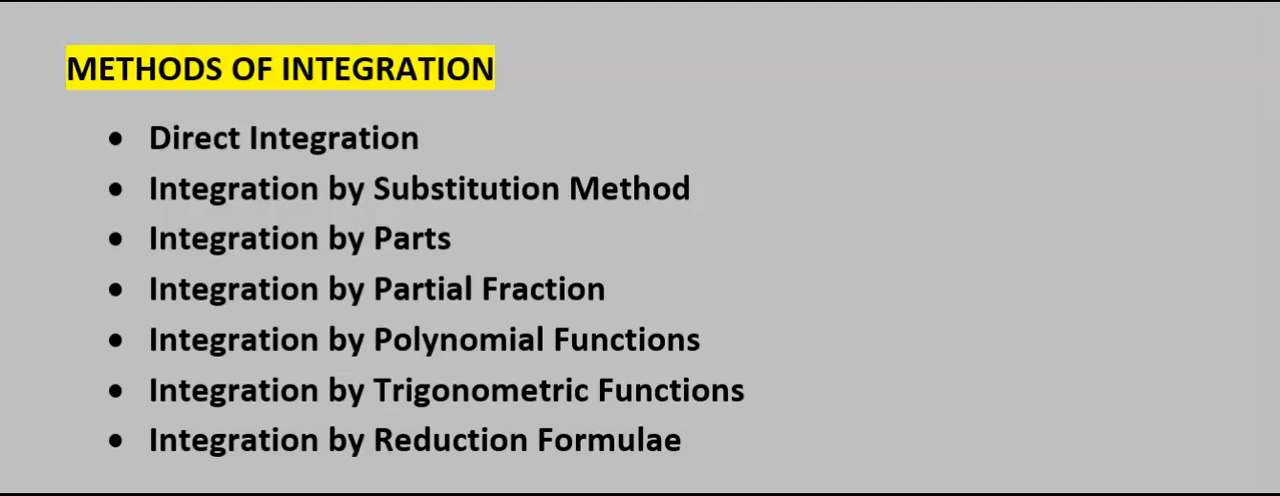 METHODS OF INTEGRATION
• Direct Integration
• Integration by Substitution Method
• Integration by Parts
• Integration by Partial Fraction
• Integration by Polynomial Functions
• Integration by Trigonometric Functions
• Integration by Reduction Formulae